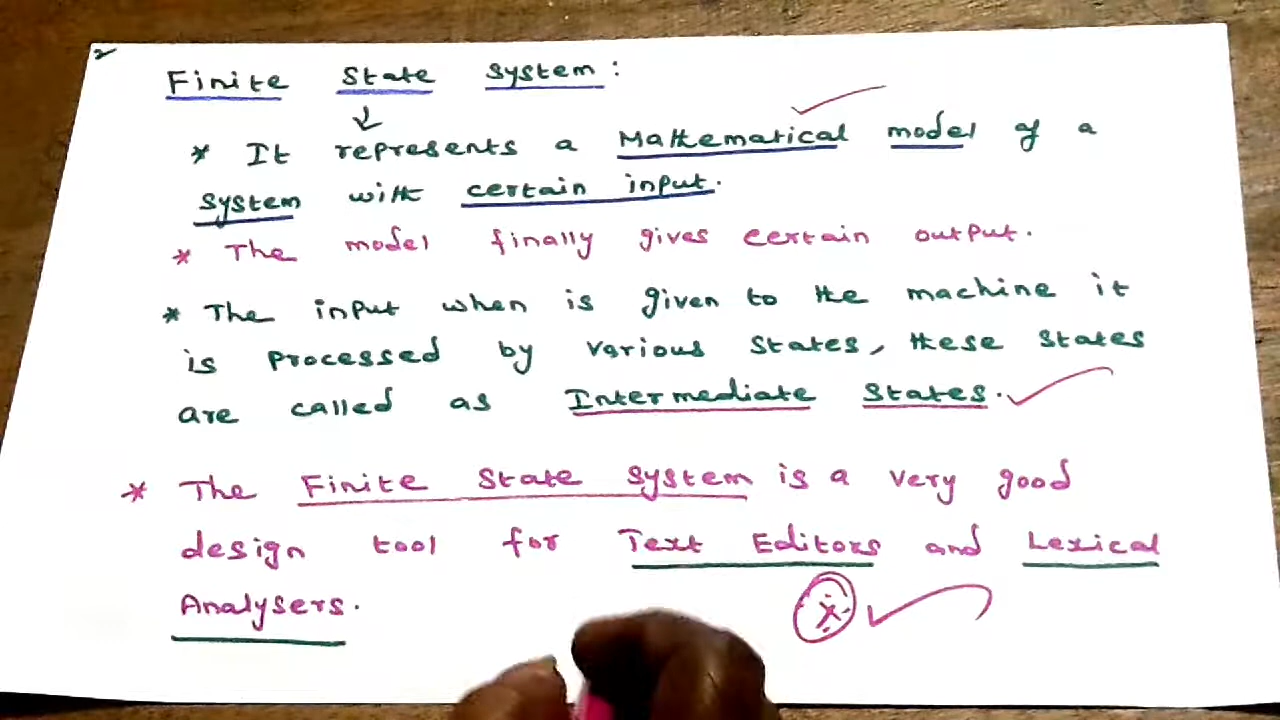 2
Finite State System:
* It represents a Mathematical model of a
System with certain input.
* The model finally gives certain output.
* The input when is given to the machine it
is processed by various states, these states
are called as Intermediate States.
* The Finite State System is a very good
design tool for Text Editors and Lexical
Analysers.